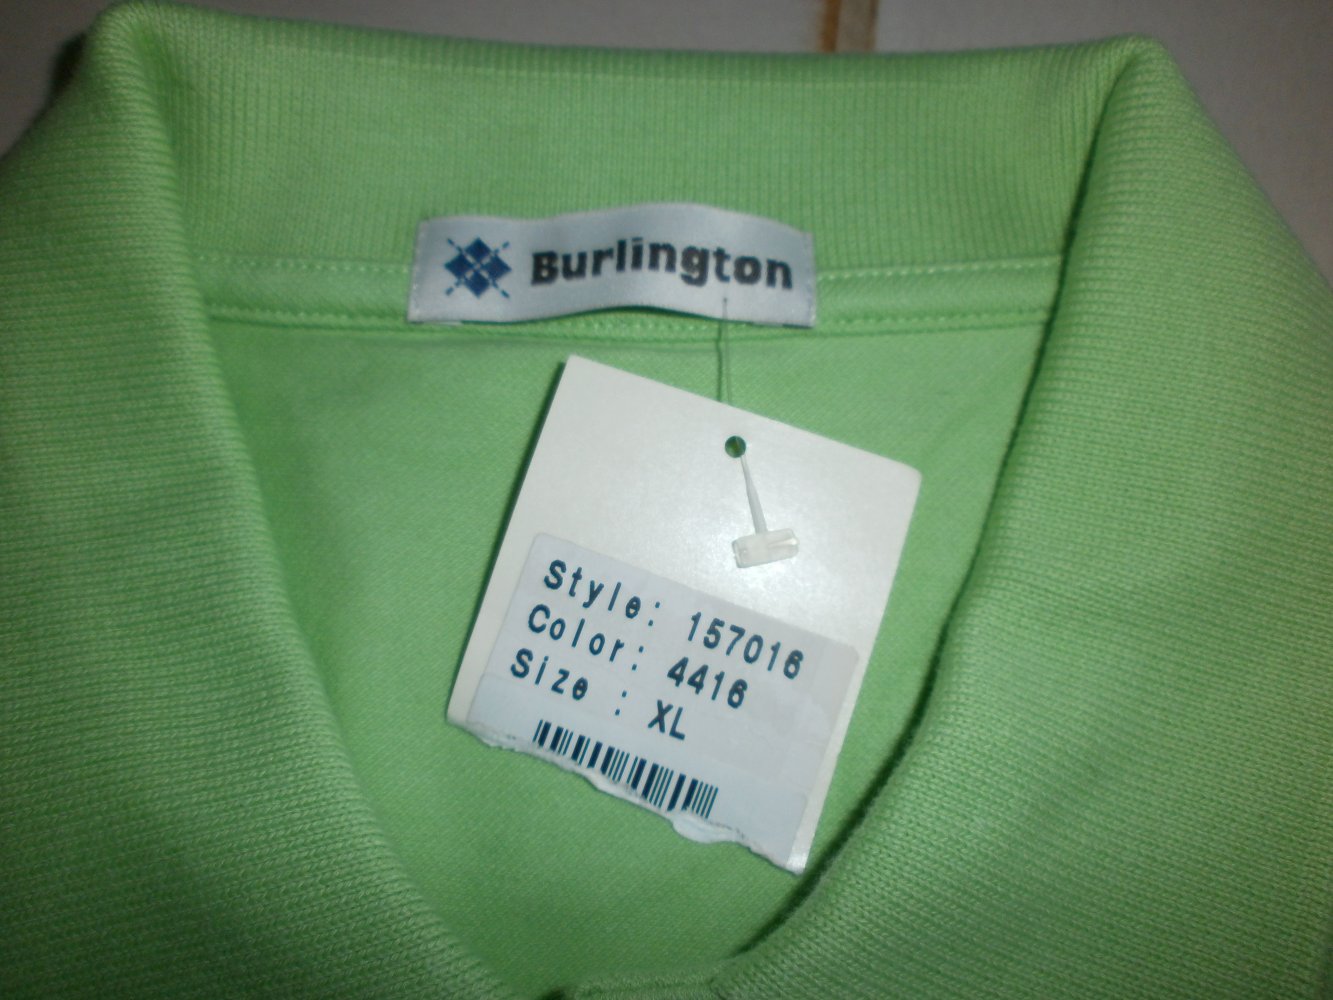 Burlington
Style: 157016
Color: 4416
Size : XL